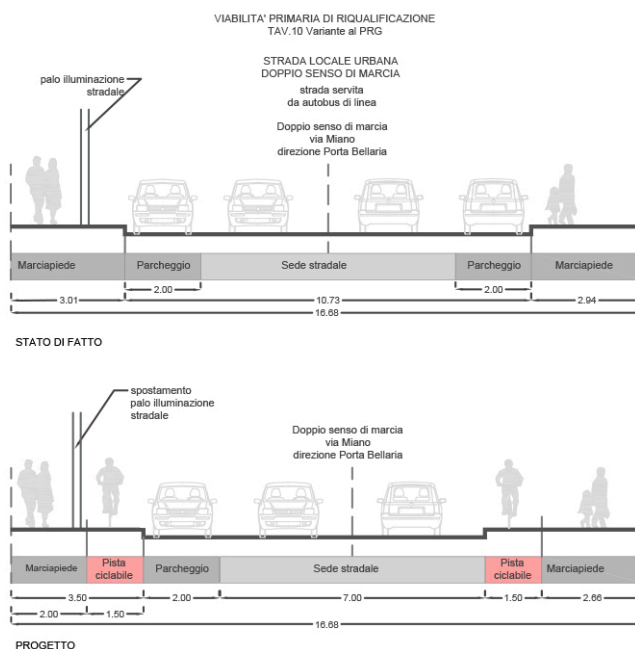 VIABILITA' PRIMARIA DI RIQUALIFICAZIONE
TAV.10 Variante al PRG
STRADA LOCALE URBANA
DOPPIO SENSO DI MARCIA
palo illuminazione
stradale
strada servita
da autobus di linea
Doppio senso di marcia
via Miano
direzione Porta Bellaria
Marciapiede Parcheggio Sede stradale Parcheggio Marciapiede
2.00 2.00
3.01 10.73 2.94
16.68
STATO DI FATTO
spostamento
palo illuminazione
stradale
Doppio senso di marcia
via Miano
direzione Porta Bellaria
Marciapiede Pista ciclabile Parcheggio Sede stradale Pista ciclabile Marciapiede
3.50 2.00 7.00 1.50 2.66
2.00 1.50
16.68
PROGETTO